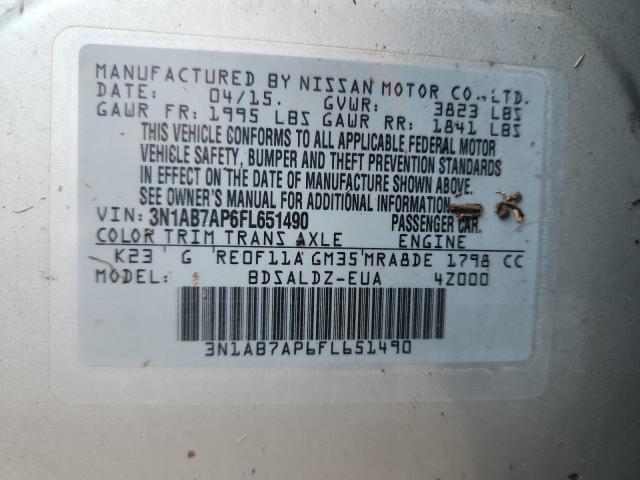 MANUFACTURED BY NISSAN MOTOR CO.,LTD.
DATE: 04/15. GVWR: 3823 LBS
GAWR FR: 1995 LBS GAWR RR: 1841 LBS
THIS VEHICLE CONFORMS TO ALL APPLICABLE FEDERAL MOTOR
VEHICLE SAFETY, BUMPER AND THEFT PREVENTION STANDARDS
IN EFFECT ON THE DATE OF MANUFACTURE SHOWN ABOVE.
SEE OWNER'S MANUAL FOR ADDITIONAL INFORMATION.
VIN: 3N1AB7AP6FL651490 PASSENGER CAR.
COLOR TRIM TRANS AXLE ENGINE
K23 G RE0F11A GM35 MRA8DE 1798 CC
MODEL: BDSALDZ-EUA 4Z000
3N1AB7AP6FL651490